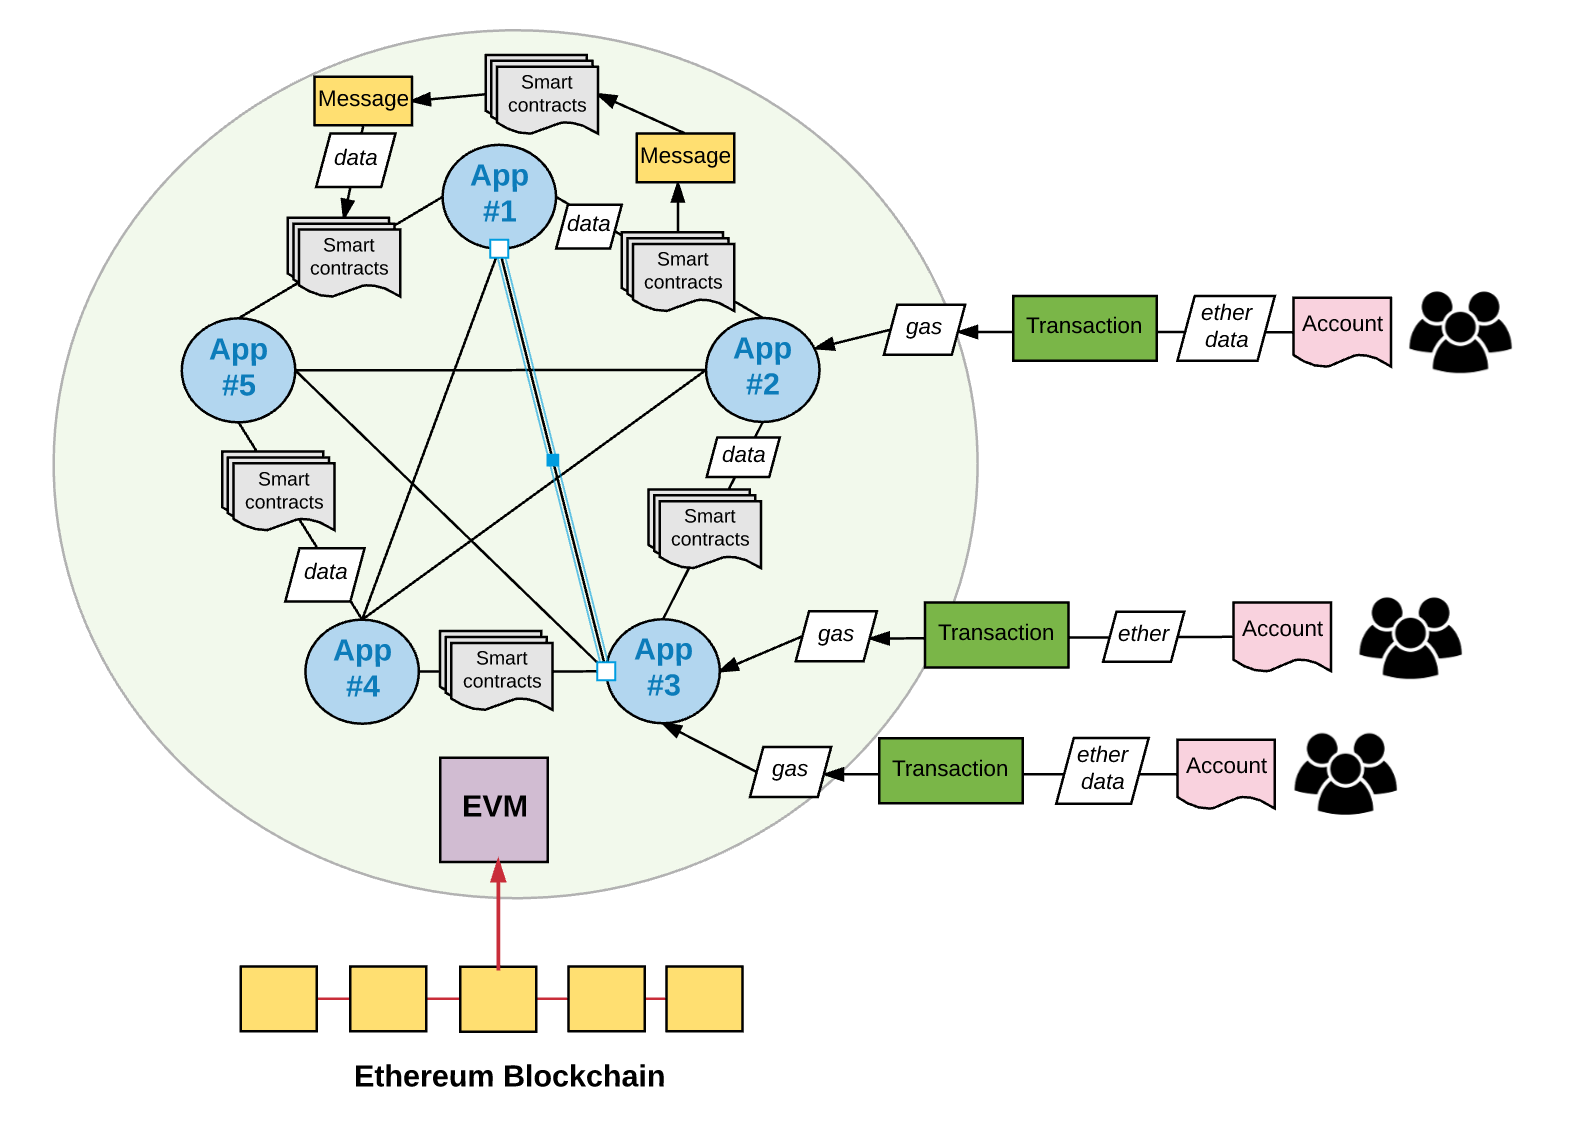 Smart
contracts
Message
Message
data
App
#1
data
Smart
contracts
Smart
contracts
gas
Transaction
ether
data
Account
App
#5
App
#2
data
Smart
contracts
Smart
contracts
data
App
#4
Smart
contracts
App
#3
gas
Transaction
ether
Account
gas
Transaction
ether
data
Account
EVM
Ethereum Blockchain